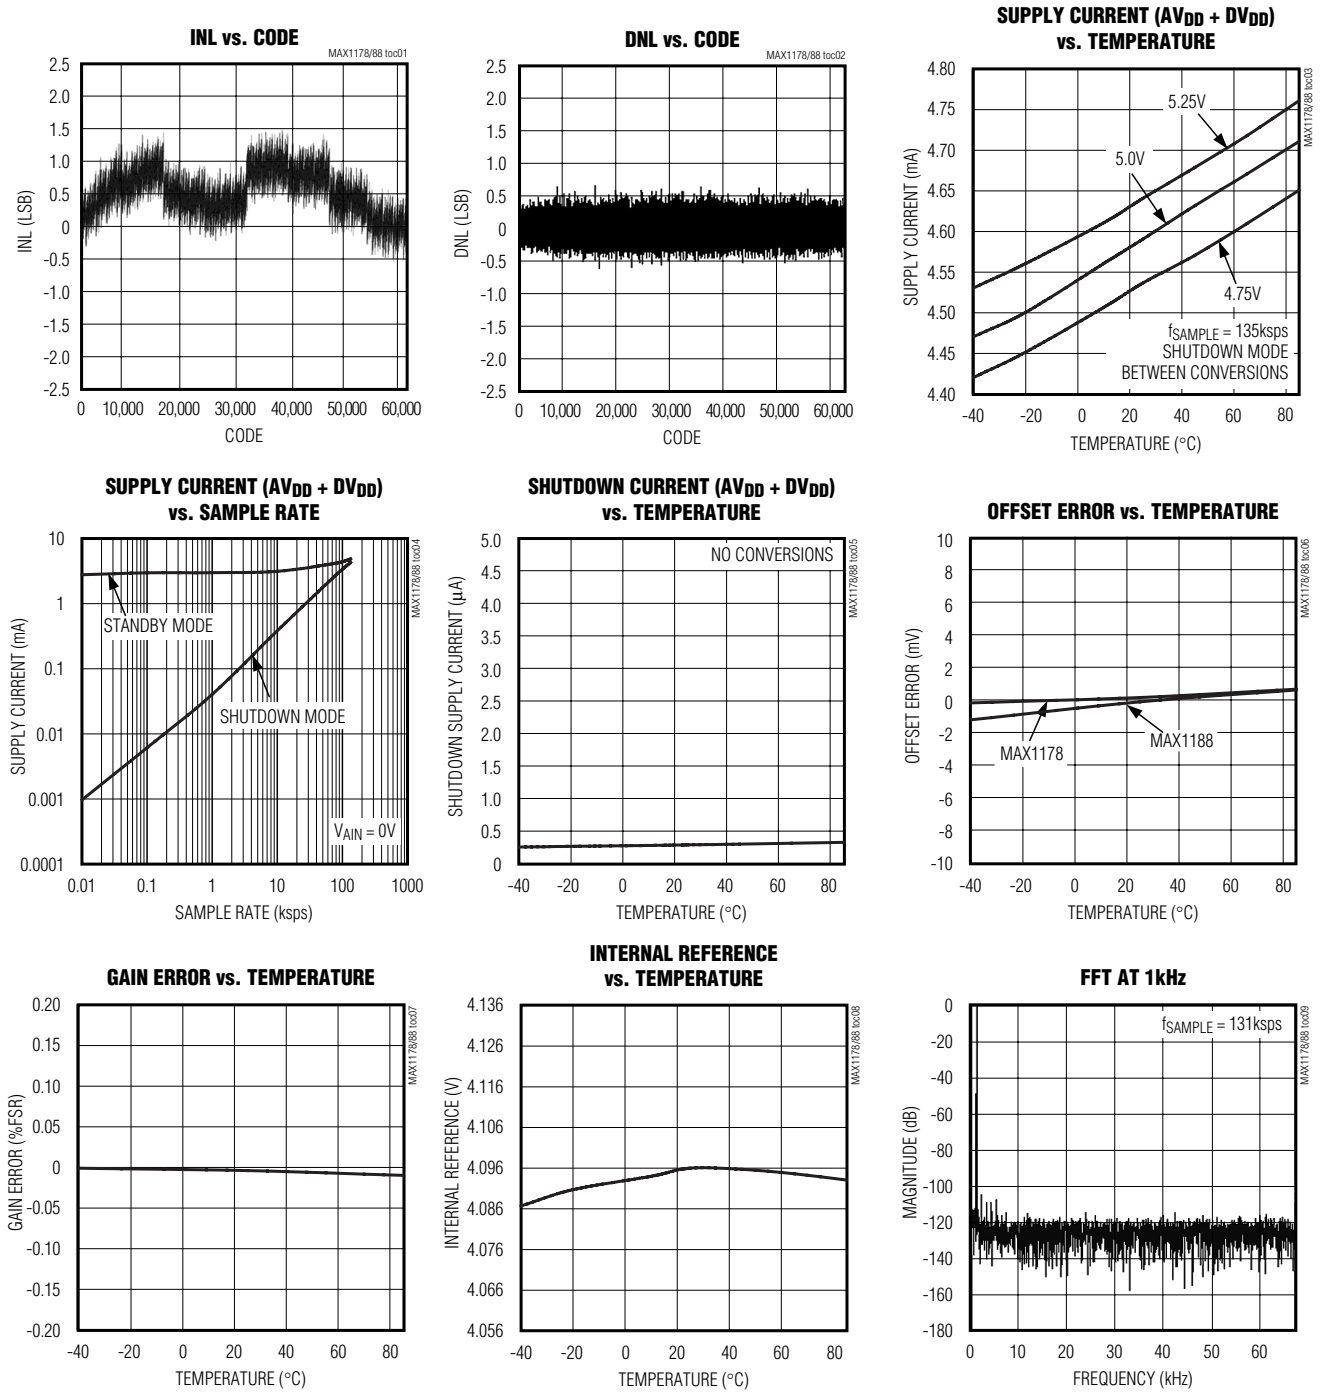 INL vs. CODE
MAX1178/88 toc01
2.5
2.0
1.5
1.0
0.5
0
-0.5
-1.0
-1.5
-2.0
-2.5
INL (LSB)
0 10,000 20,000 30,000 40,000 50,000 60,000
CODE
DNL vs. CODE
MAX1178/88 toc02
2.5
2.0
1.5
1.0
0.5
0
-0.5
-1.0
-1.5
-2.0
-2.5
DNL (LSB)
0 10,000 20,000 30,000 40,000 50,000 60,000
CODE
SUPPLY CURRENT (AVDD + DVDD)
vs. TEMPERATURE
MAX1178/88 toc03
4.80
4.75
4.70
4.65
4.60
4.55
4.50
4.45
4.40
SUPPLY CURRENT (mA)
5.25V
5.0V
4.75V
fSAMPLE = 135ksps
SHUTDOWN MODE
BETWEEN CONVERSIONS
-40 -20 0 20 40 60 80
TEMPERATURE (°C)
SUPPLY CURRENT (AVDD + DVDD)
vs. SAMPLE RATE
MAX1178/88 toc04
10
1
0.1
0.01
0.001
0.0001
SUPPLY CURRENT (mA)
STANDBY MODE
SHUTDOWN MODE
VAIN = 0V
0.01 0.1 1 10 100 1000
SAMPLE RATE (ksps)
SHUTDOWN CURRENT (AVDD + DVDD)
vs. TEMPERATURE
MAX1178/88 toc05
NO CONVERSIONS
5.0
4.5
4.0
3.5
3.0
2.5
2.0
1.5
1.0
0.5
0
SHUTDOWN SUPPLY CURRENT (µA)
-40 -20 0 20 40 60 80
TEMPERATURE (°C)
OFFSET ERROR vs. TEMPERATURE
MAX1178/88 toc06
10
8
6
4
2
0
-2
-4
-6
-8
-10
OFFSET ERROR (mV)
MAX1178
MAX1188
-40 -20 0 20 40 60 80
TEMPERATURE (°C)
GAIN ERROR vs. TEMPERATURE
MAX1178/88 toc07
0.20
0.15
0.10
0.05
0
-0.05
-0.10
-0.15
-0.20
GAIN ERROR (%FSR)
-40 -20 0 20 40 60 80
TEMPERATURE (°C)
INTERNAL REFERENCE
vs. TEMPERATURE
MAX1178/88 toc08
4.136
4.126
4.116
4.106
4.096
4.086
4.076
4.066
4.056
INTERNAL REFERENCE (V)
-40 -20 0 20 40 60 80
TEMPERATURE (°C)
FFT AT 1kHz
MAX1178/88 toc09
fSAMPLE = 131ksps
0
-20
-40
-60
-80
-100
-120
-140
-160
-180
MAGNITUDE (dB)
0 10 20 30 40 50 60
FREQUENCY (kHz)